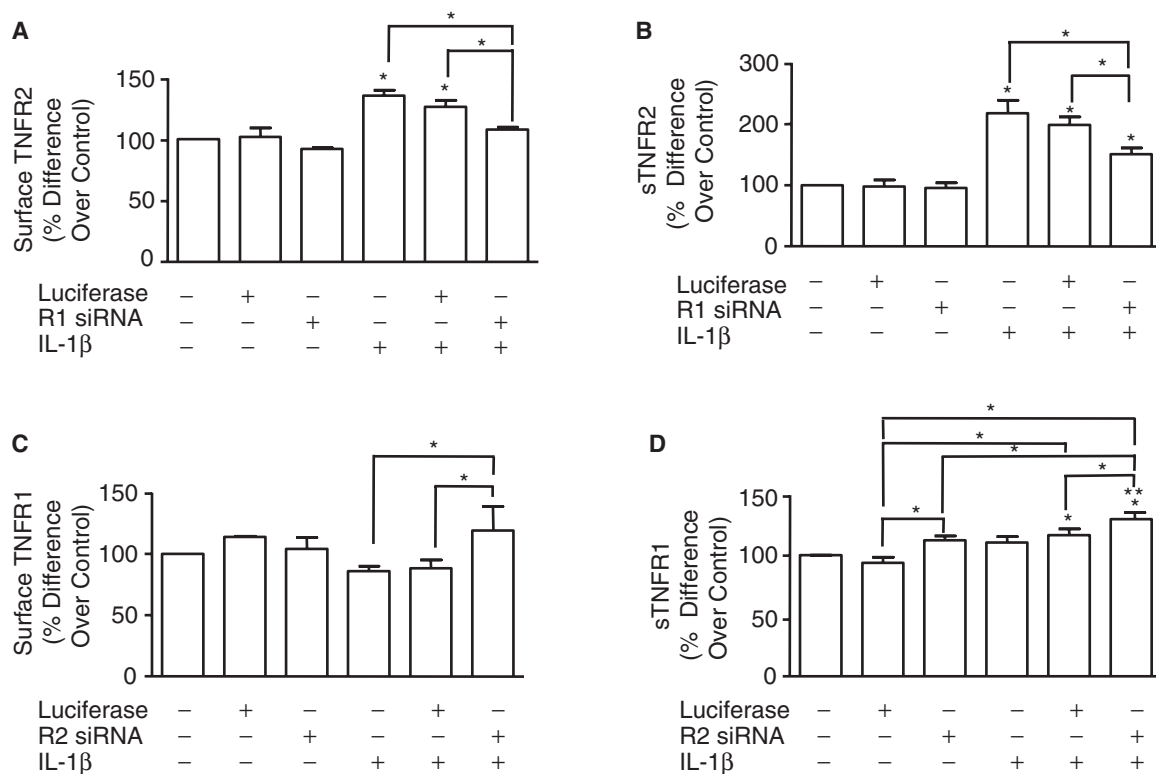 A
Surface TNFR2
(% Difference
Over Control)
150
100
50
0
* *
* *
Luciferase − + − − + −
R1 siRNA − − + − − +
IL-1β − − − + + +
B
sTNFR2
(% Difference
Over Control)
300
200
100
0
* *
* * *
Luciferase − + − − + −
R1 siRNA − − + − − +
IL-1β − − − + + +
C
Surface TNFR1
(% Difference
Over Control)
150
100
50
0
* *
Luciferase − + − − + −
R2 siRNA − − + − − +
IL-1β − − − + + +
D
sTNFR1
(% Difference
Over Control)
150
100
50
0
*
* *
* *
* **
*
Luciferase − + − − + −
R2 siRNA − − + − − +
IL-1β − − − + + +